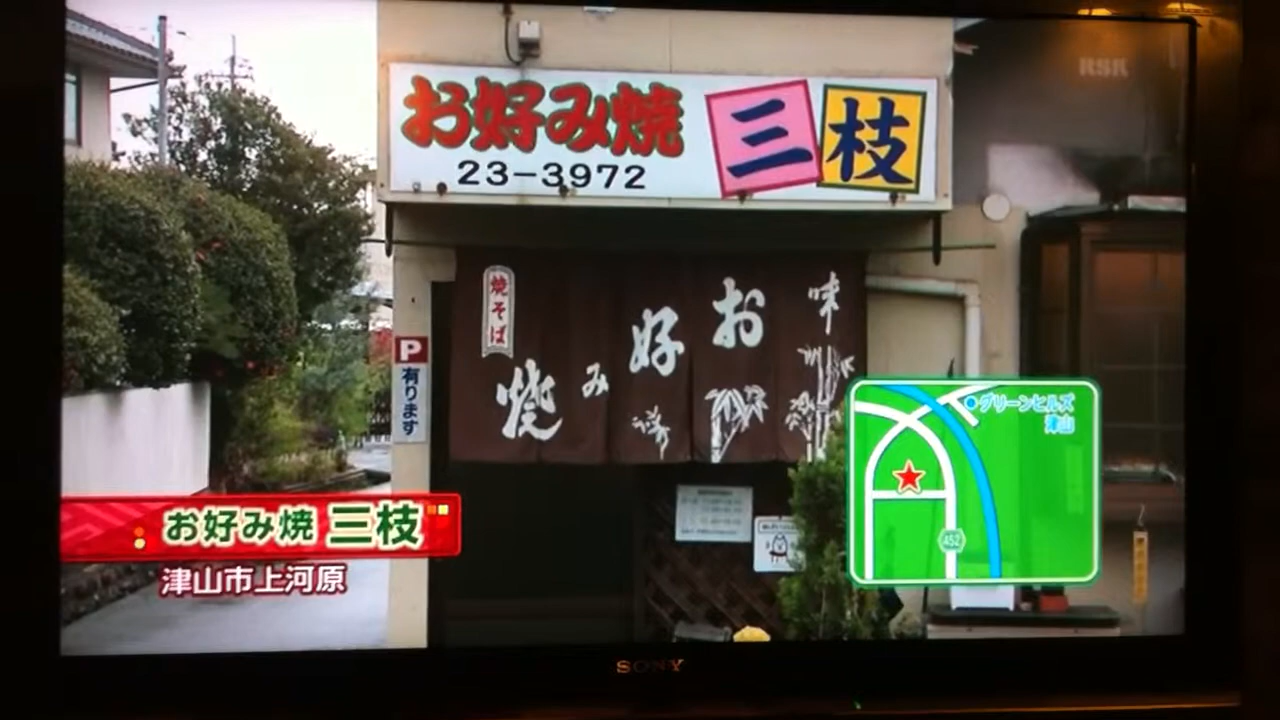 RSK
お好み焼 三枝
23-3972
焼そば
味
お好み焼
P
有ります
グリーンヒルズ
津山
452
お好み焼 三枝
津山市上河原
SONY